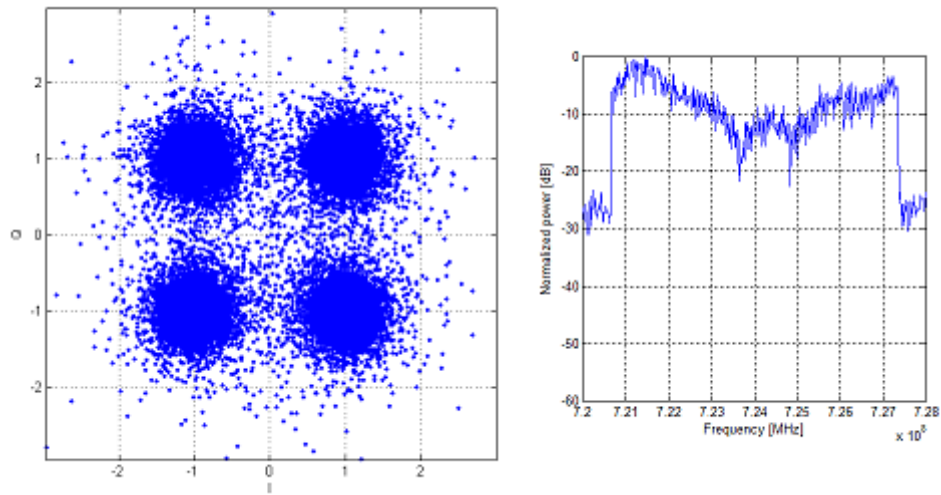 2
1
0
-1
-2
Q
-2 -1 0 1 2
I
0
-10
-20
-30
-40
-50
-60
Normalized power [dB]
7.2 7.21 7.22 7.23 7.24 7.25 7.26 7.27 7.28
Frequency [MHz]
x 10⁸